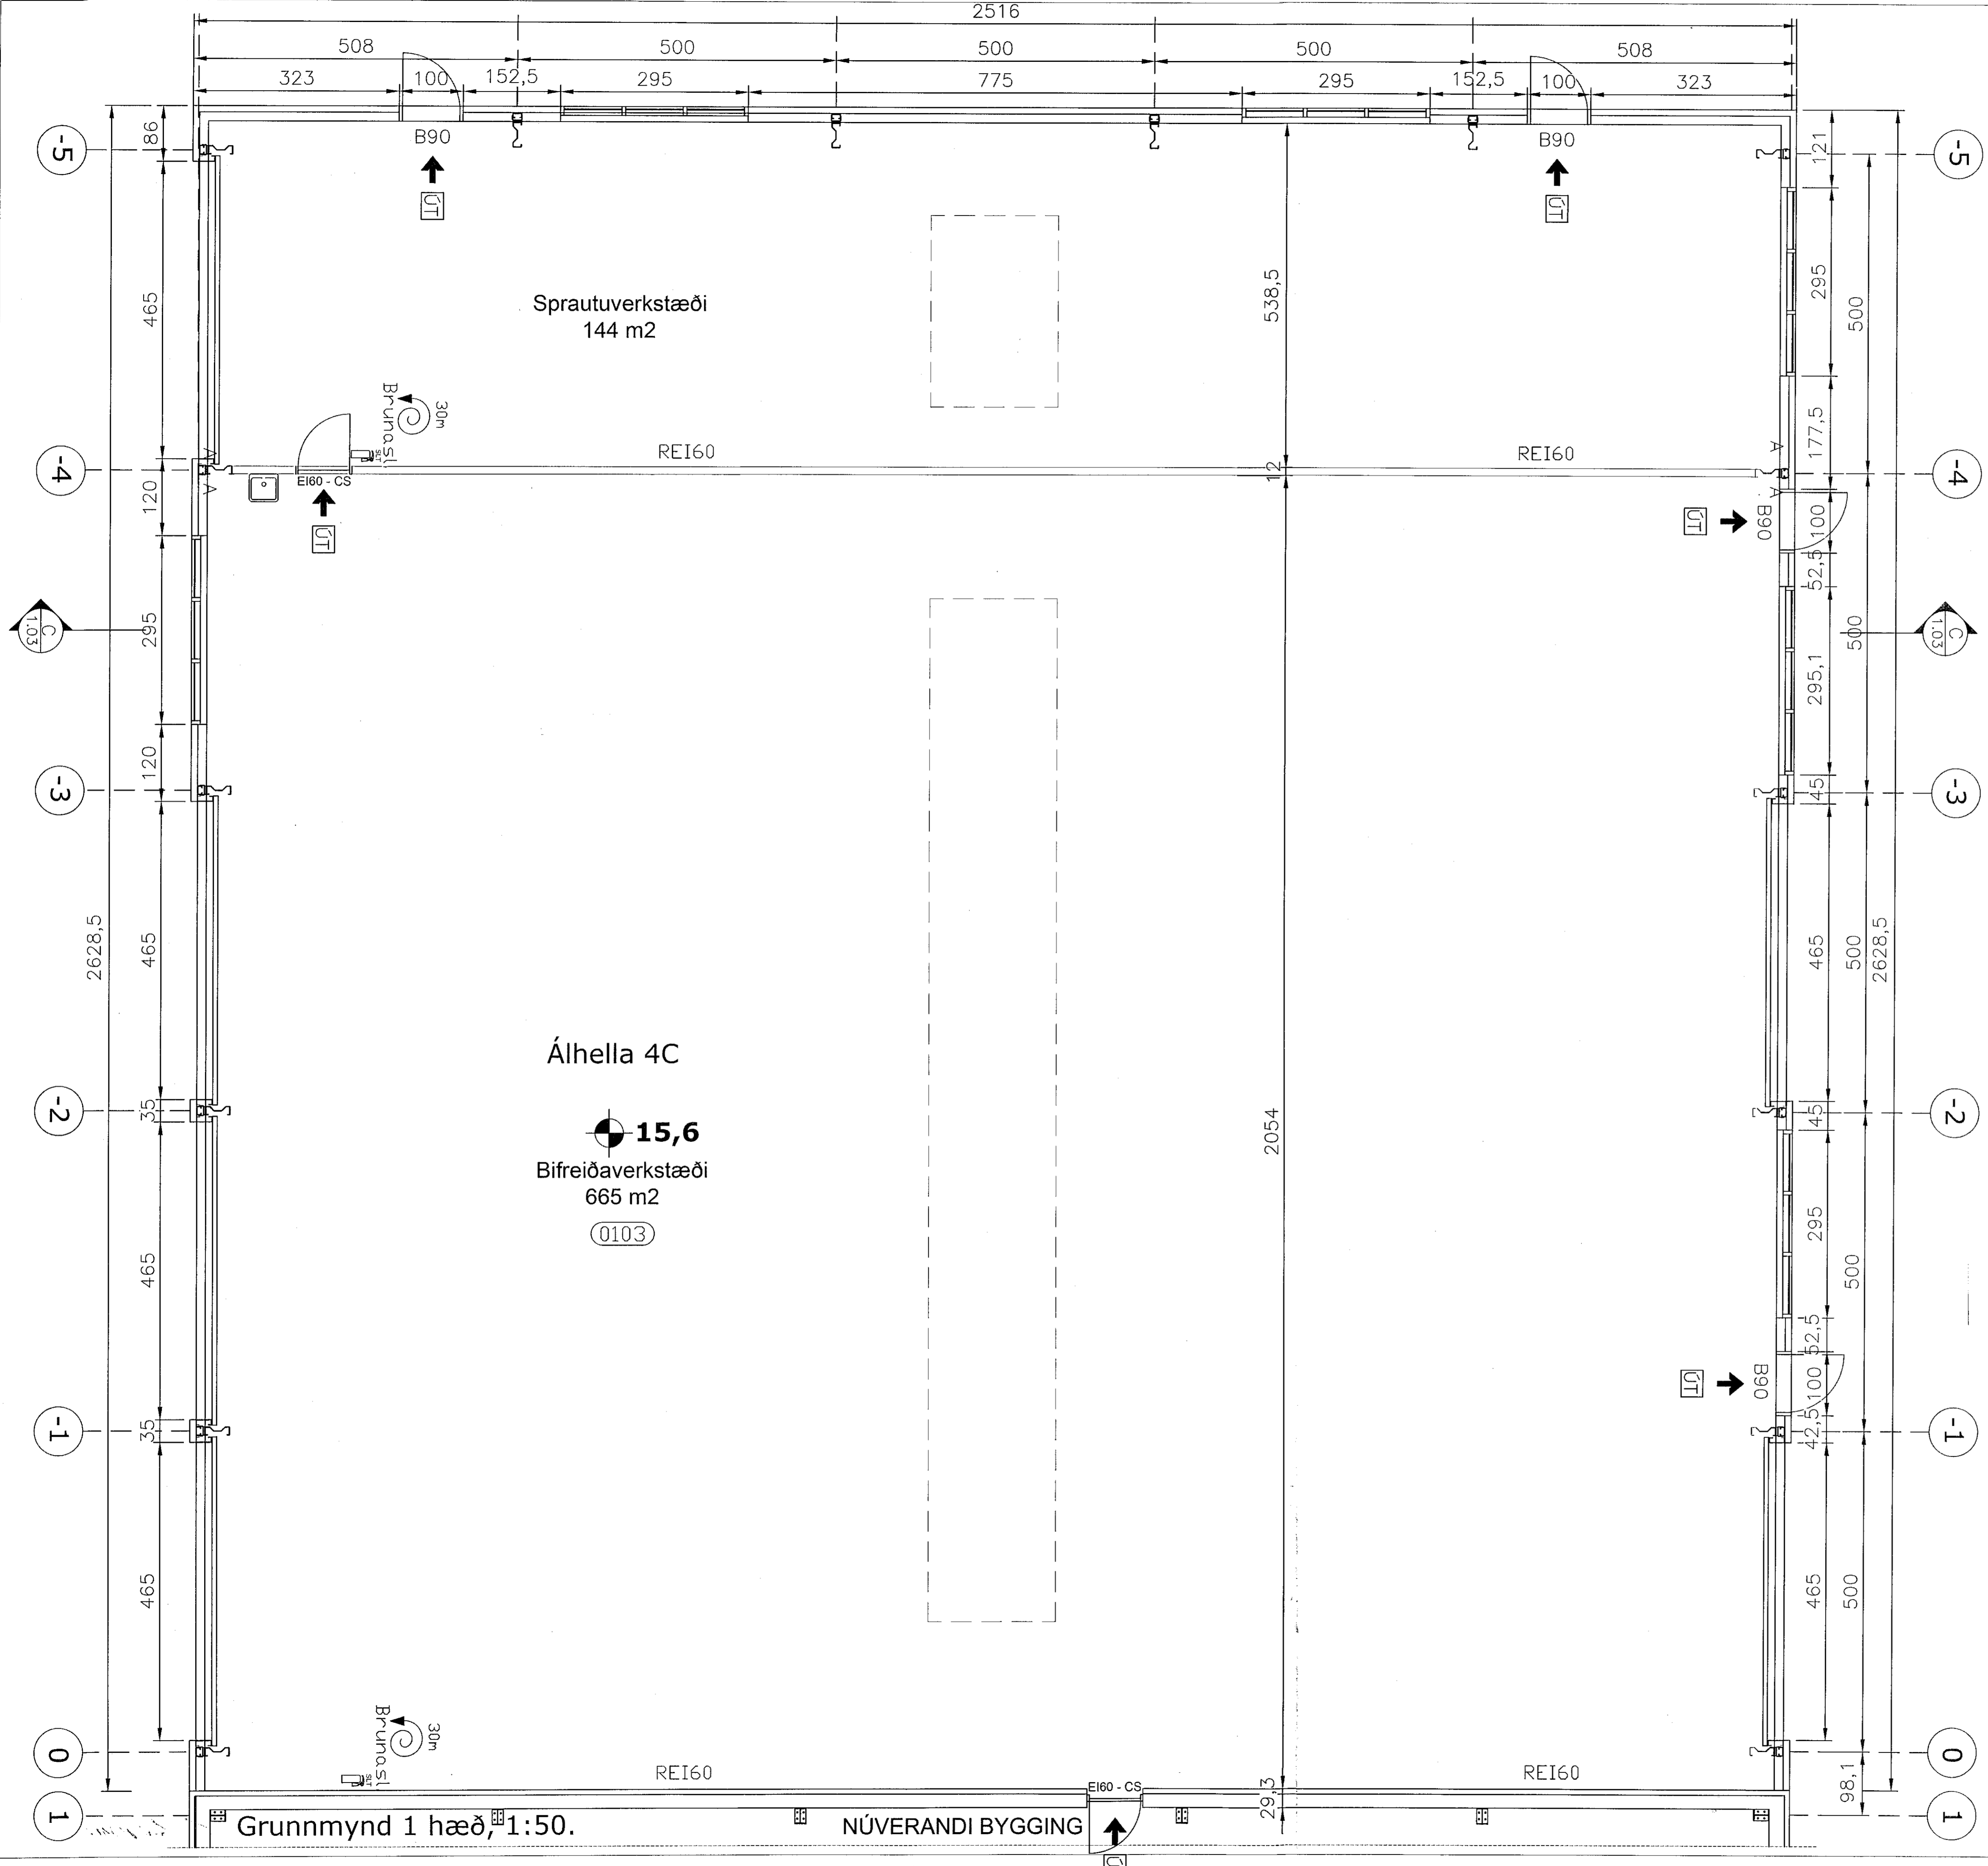 2516
508 500 500 500 508
323 100 152,5 295 775 295 152,5 100 323
B90
ÚT
B90
ÚT
-5
86
465
-4
120
295
C
1.03
120
-3
465
2628,5
-2
35
465
-1
35
465
0
1
Sprautuverkstæði
144 m2
538,5
Brunasl
30m
SLT
REI60
REI60
12
EI60 - CS
ÚT
A
A
A
A
ÚT
B90
Álhella 4C
15,6
Bifreiðaverkstæði
665 m2
0103
2054
ÚT
B90
Brunasl
30m
SLT
REI60
EI60 - CS
REI60
29,3
-5
121
295
500
177,5
-4
100
52,5
500
C
1.03
295,1
45
-3
465
500
2628,5
-2
45
295
500
52,5
100
42,5
-1
465
500
0
98,1
1
Grunnmynd 1 hæð, 1:50.
NÚVERANDI BYGGING
ÚT